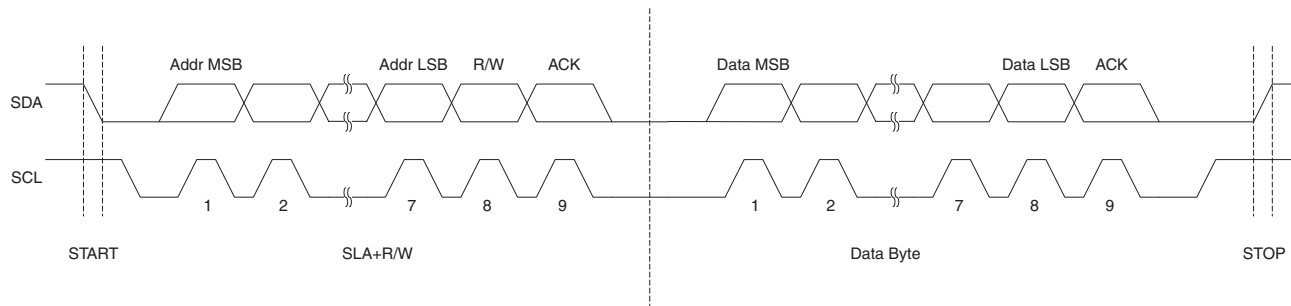 Addr MSB Addr LSB R/W ACK Data MSB Data LSB ACK
SDA
SCL
1 2 7 8 9 1 2 7 8 9
START SLA+R/W Data Byte STOP